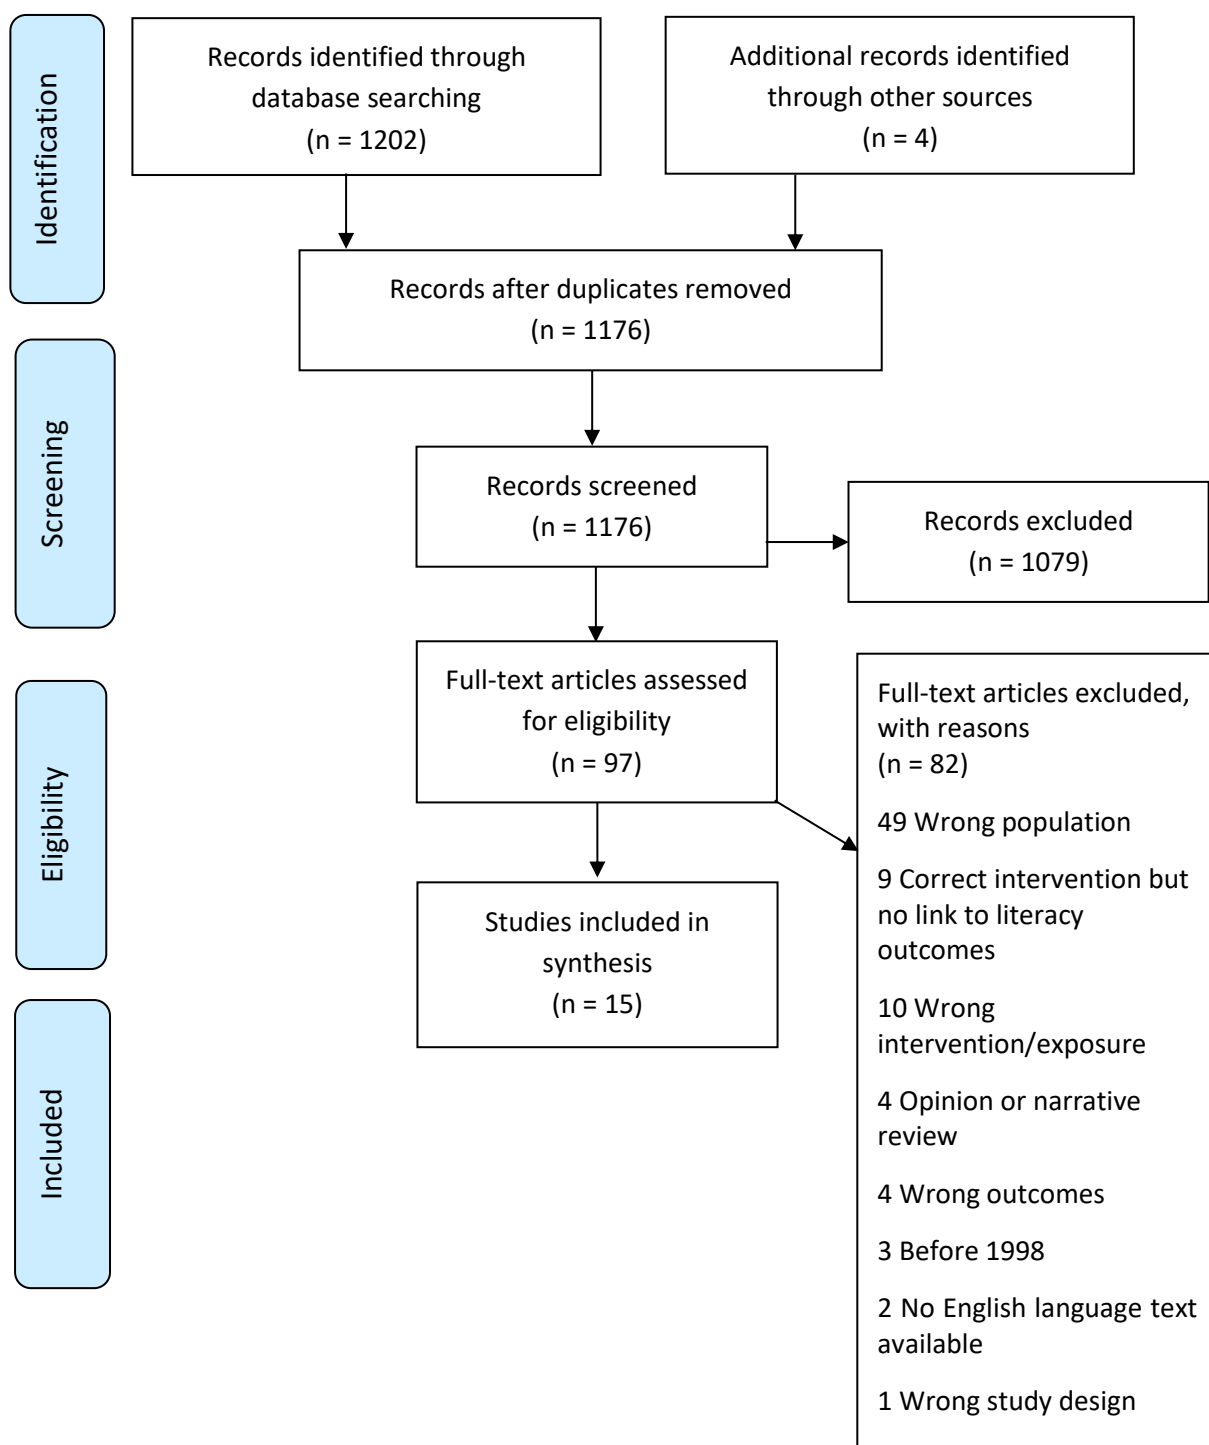 Identification
Records identified through
database searching
(n = 1202)
Additional records identified
through other sources
(n = 4)
Records after duplicates removed
(n = 1176)
Screening
Records screened
(n = 1176)
Records excluded
(n = 1079)
Eligibility
Full-text articles assessed
for eligibility
(n = 97)
Full-text articles excluded,
with reasons
(n = 82)
49 Wrong population
9 Correct intervention but
no link to literacy
outcomes
10 Wrong
intervention/exposure
4 Opinion or narrative
review
4 Wrong outcomes
3 Before 1998
2 No English language text
available
1 Wrong study design
Studies included in
synthesis
(n = 15)
Included